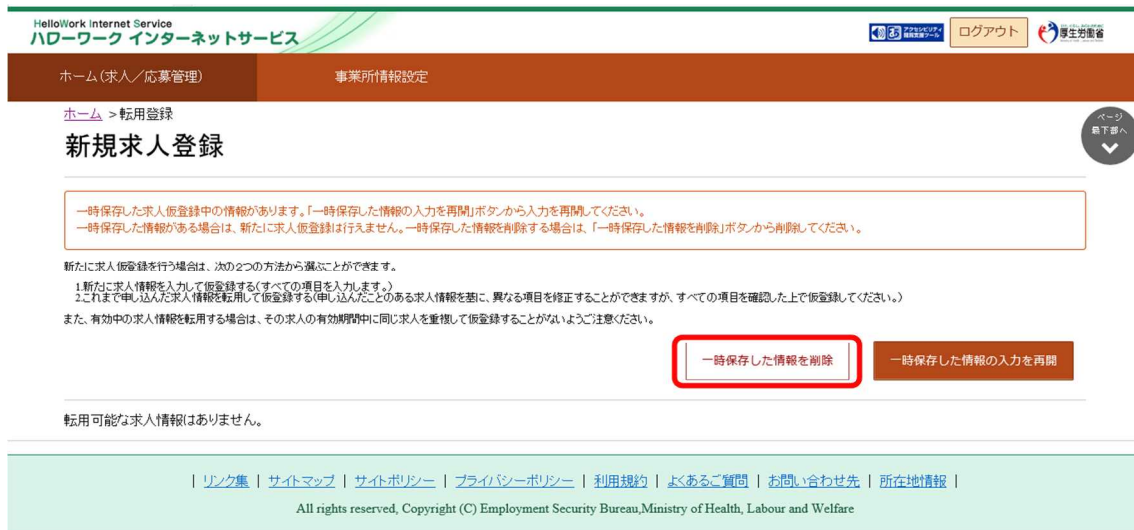 HelloWork Internet Service
ハローワーク インターネットサービス
ログアウト
厚生労働省
ホーム(求人/応募管理)
事業所情報設定
ホーム >転用登録
ページ
最下部へ
新規求人登録
一時保存した求人仮登録中の情報があります。「一時保存した情報の入力を再開」ボタンから入力を再開してください。
一時保存した情報がある場合は、新たに求人仮登録は行えません。一時保存した情報を削除する場合は、「一時保存した情報を削除」ボタンから削除してください。
新たに求人仮登録を行う場合は、次の2つの方法から選ぶことができます。
1.新たに求人情報を入力して仮登録する(すべての項目を入力します。)
2.これまで申し込んだ求人情報を転用して仮登録する(申し込んだことのある求人情報を基に、異なる項目を修正することができますが、すべての項目を確認した上で仮登録してください。)
また、有効中の求人情報を転用する場合は、その求人の有効期間中に同じ求人を重複して仮登録することがないようご注意ください。
一時保存した情報を削除
一時保存した情報の入力を再開
転用可能な求人情報はありません。
| リンク集 | サイトマップ | サイトポリシー | プライバシーポリシー | 利用規約 | よくあるご質問 | お問い合わせ先 | 所在地情報 |
All rights reserved, Copyright (C) Employment Security Bureau,Ministry of Health, Labour and Welfare